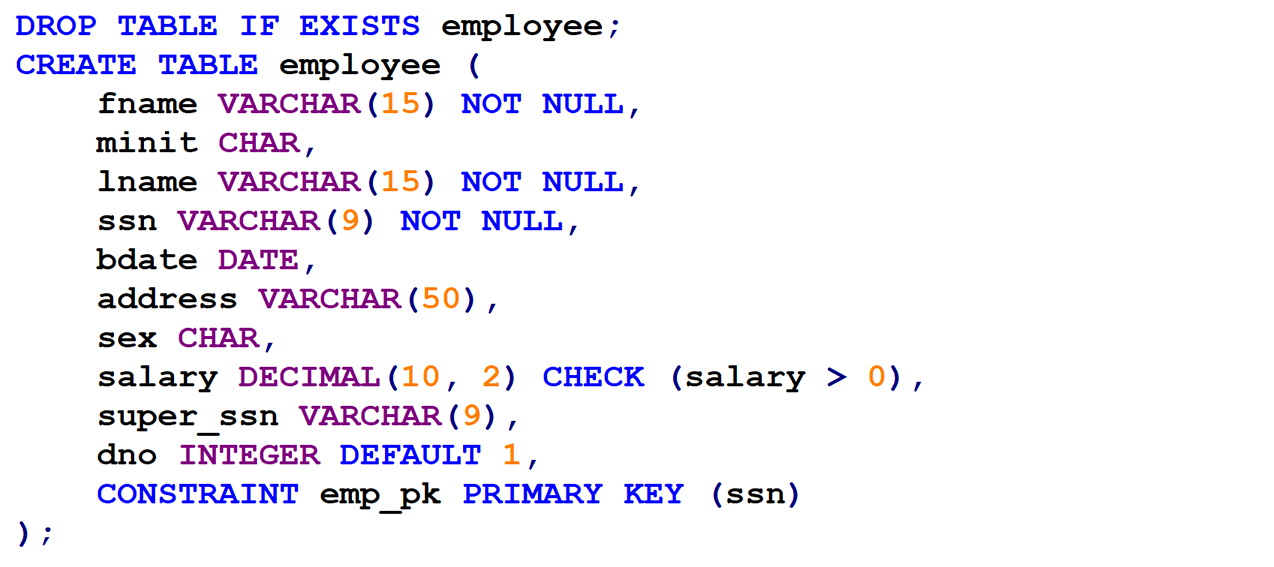 DROP TABLE IF EXISTS employee;
CREATE TABLE employee (
    fname VARCHAR(15) NOT NULL,
    minit CHAR,
    lname VARCHAR(15) NOT NULL,
    ssn VARCHAR(9) NOT NULL,
    bdate DATE,
    address VARCHAR(50),
    sex CHAR,
    salary DECIMAL(10, 2) CHECK (salary > 0),
    super_ssn VARCHAR(9),
    dno INTEGER DEFAULT 1,
    CONSTRAINT emp_pk PRIMARY KEY (ssn)
);